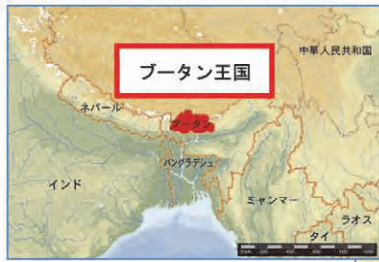 中華人民共和国
ブータン王国
ネパール
ブータン
バングラデシュ
インド
ミャンマー
ラオス
タイ